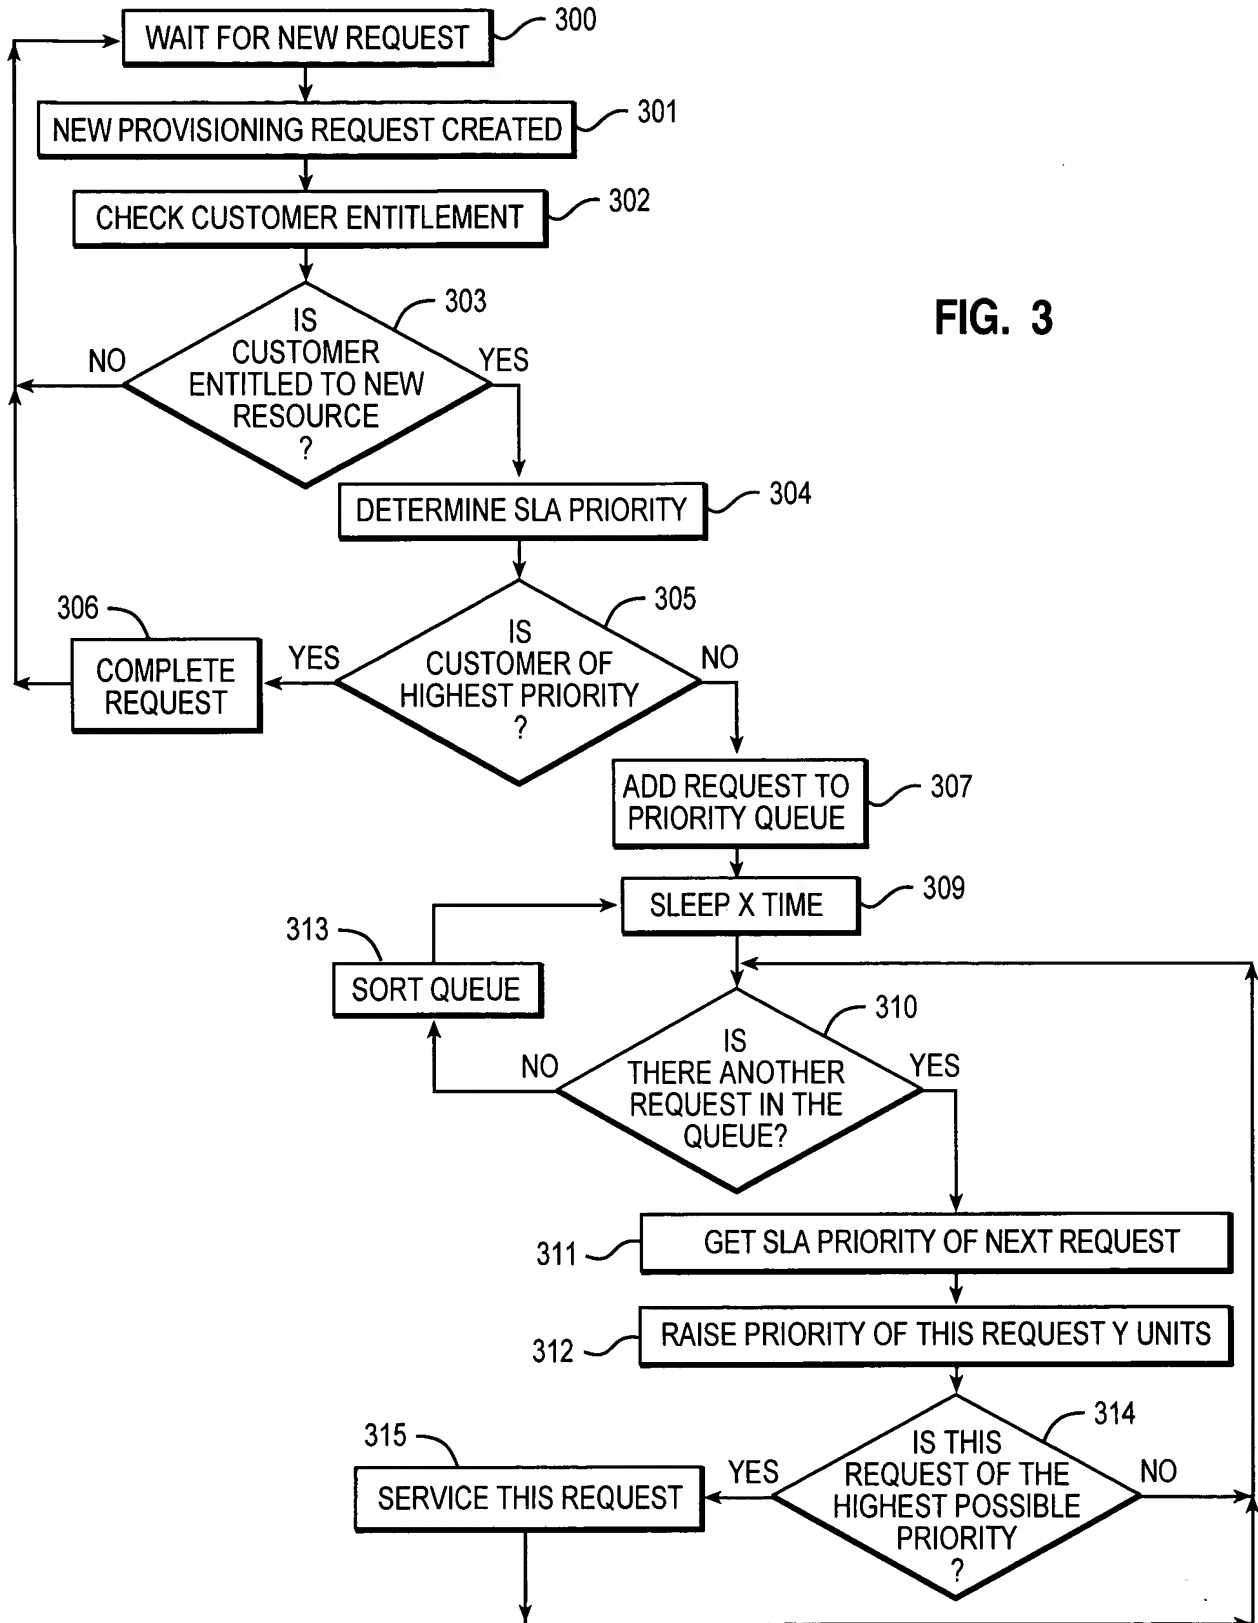 300
WAIT FOR NEW REQUEST
301
NEW PROVISIONING REQUEST CREATED
302
CHECK CUSTOMER ENTITLEMENT
303
FIG. 3
IS
CUSTOMER
ENTITLED TO NEW
RESOURCE
?
NO
YES
304
DETERMINE SLA PRIORITY
305
306
IS
CUSTOMER OF
HIGHEST PRIORITY
?
YES
NO
COMPLETE
REQUEST
ADD REQUEST TO
PRIORITY QUEUE
307
SLEEP X TIME
309
313
SORT QUEUE
310
IS
THERE ANOTHER
REQUEST IN THE
QUEUE?
NO
YES
GET SLA PRIORITY OF NEXT REQUEST
311
RAISE PRIORITY OF THIS REQUEST Y UNITS
312
314
315
IS THIS
REQUEST OF THE
HIGHEST POSSIBLE
PRIORITY
?
YES
NO
SERVICE THIS REQUEST